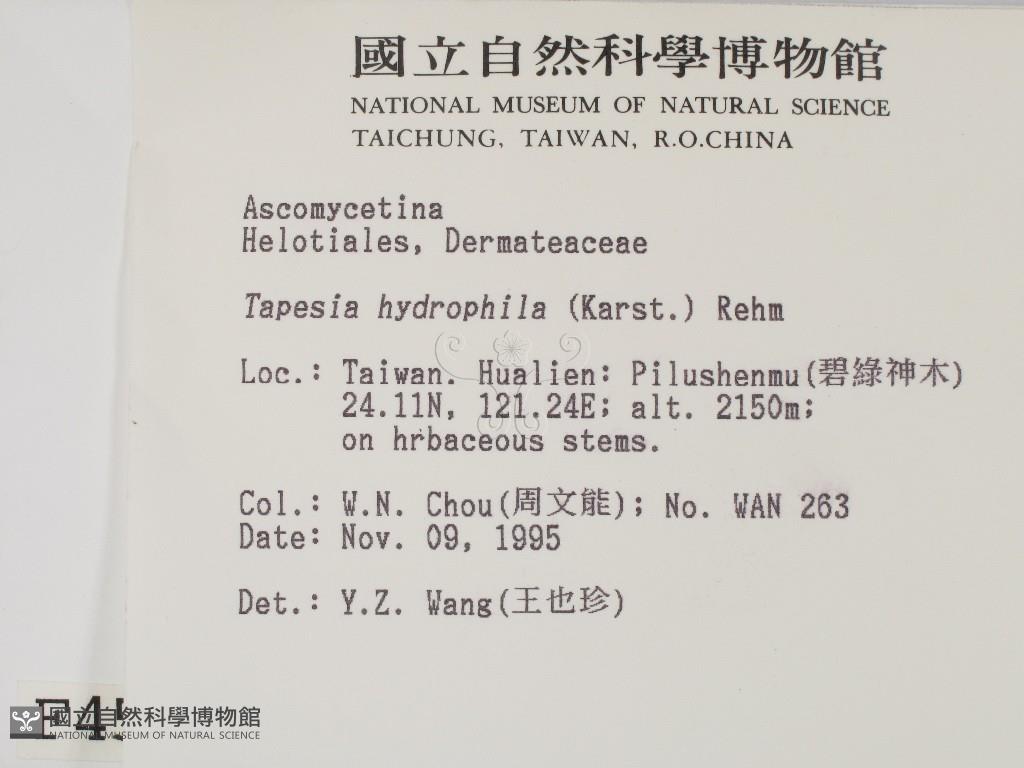 國立自然科學博物館
NATIONAL MUSEUM OF NATURAL SCIENCE
TAICHUNG, TAIWAN, R.O.CHINA
Ascomycetina
Helotiales, Dermateaceae
Tapesia hydrophila (Karst.) Rehm
Loc.: Taiwan. Hualien: Pilushenmu(碧綠神木)
24.11N, 121.24E; alt. 2150m;
on hrbaceous stems.
Col.: W.N. Chou(周文能); No. WAN 263
Date: Nov. 09, 1995
Det.: Y.Z. Wang(王也珍)
國立自然科學博物館
NATIONAL MUSEUM OF NATURAL SCIENCE